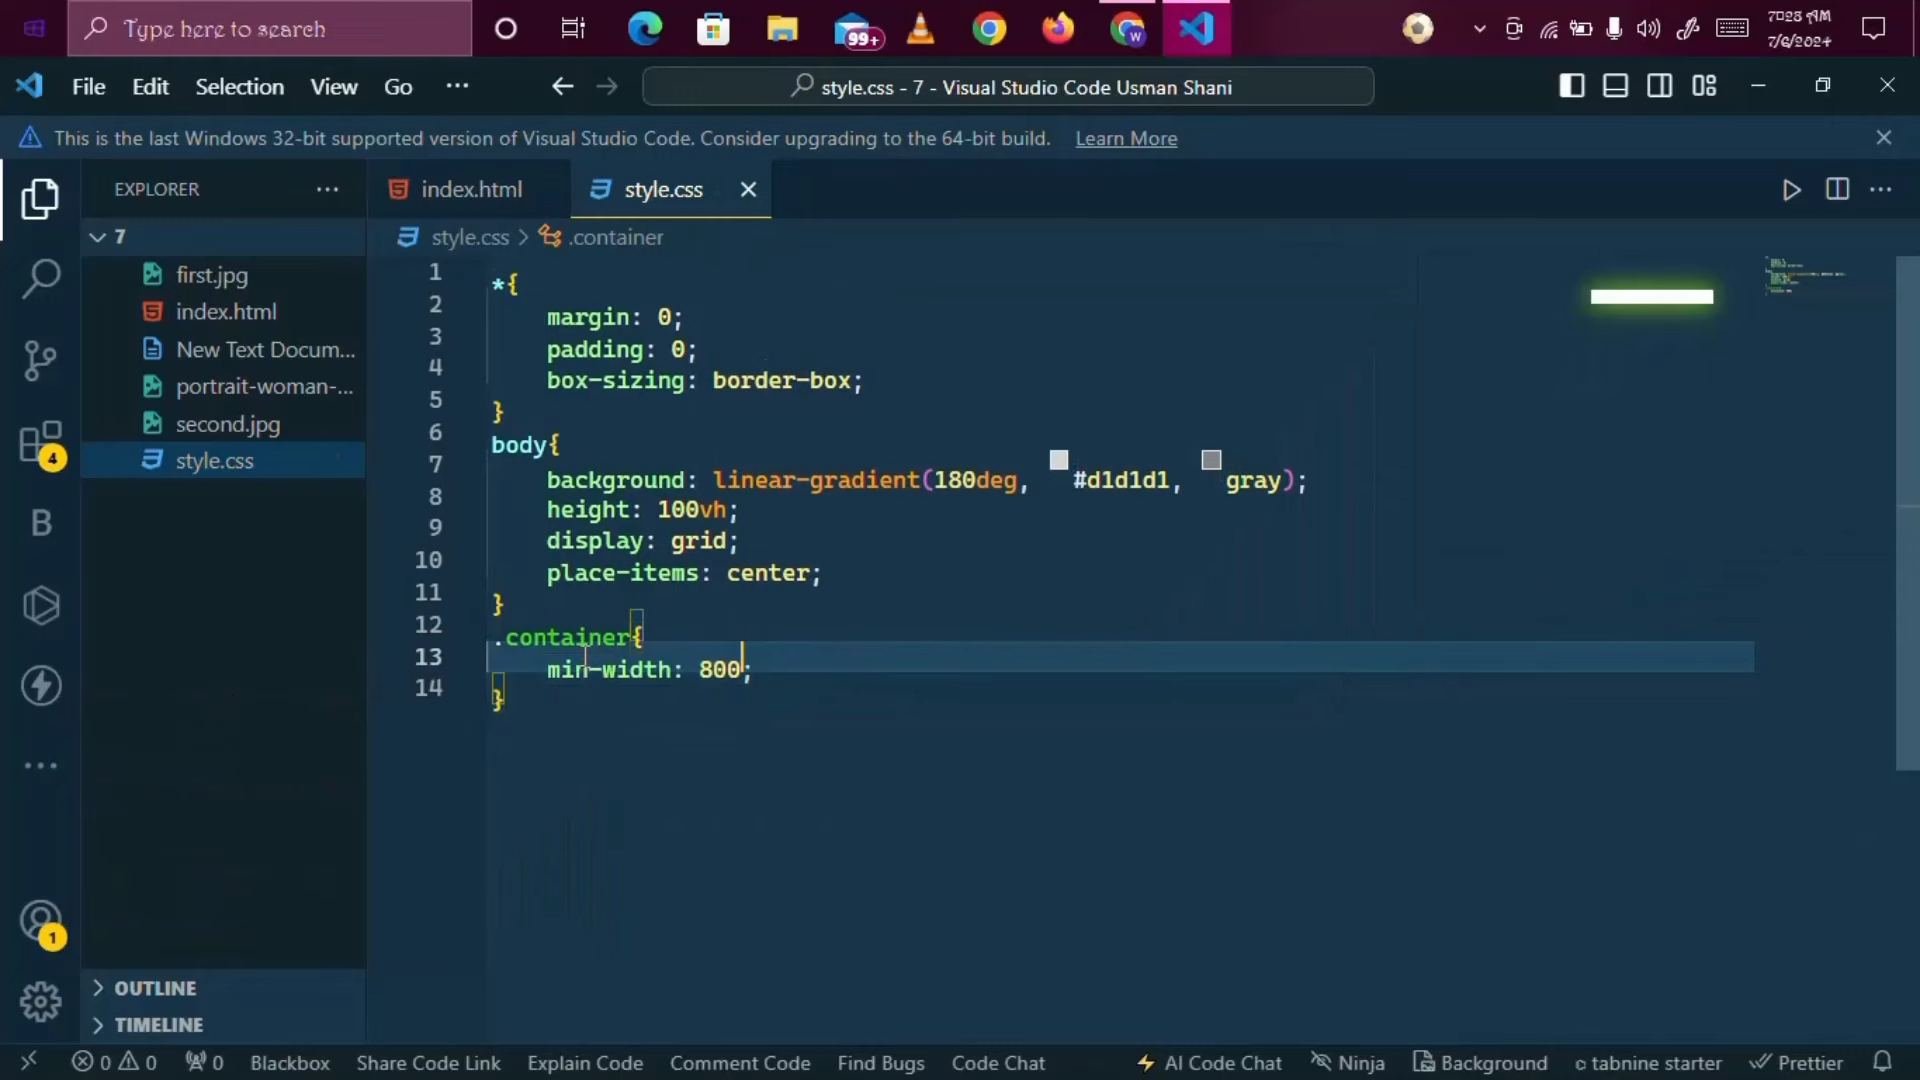 Type here to search
99+
W
7:25 AM
7/6/2024
File Edit Selection View Go ···
style.css - 7 - Visual Studio Code Usman Shani
This is the last Windows 32-bit supported version of Visual Studio Code. Consider upgrading to the 64-bit build. Learn More
EXPLORER
index.html
style.css
7
style.css > .container
first.jpg
index.html
New Text Docum...
portrait-woman-...
second.jpg
style.css
1 *{
2 margin: 0;
3 padding: 0;
4 box-sizing: border-box;
5 }
6 body{
7 background: linear-gradient(180deg, #d1d1d1, gray);
8 height: 100vh;
9 display: grid;
10 place-items: center;
11 }
12 .container{
13 min-width: 800;
14 }
4
B
1
OUTLINE
TIMELINE
0 0 0 Blackbox Share Code Link Explain Code Comment Code Find Bugs Code Chat AI Code Chat Ninja Background tabnine starter Prettier